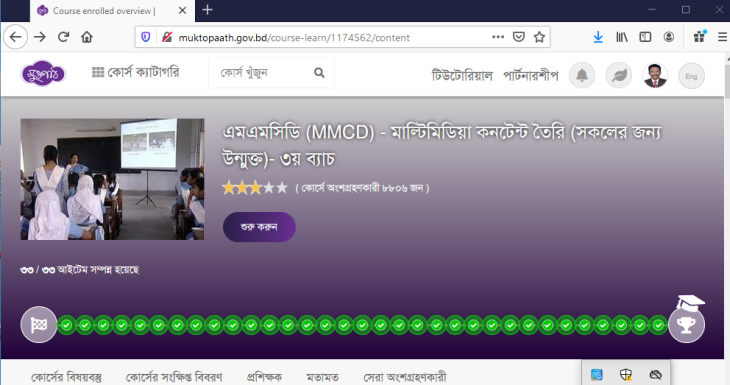 Course enrolled overview |
muktopaath.gov.bd/course-learn/1174562/content
মুক্তপাঠ
কোর্স ক্যাটাগরি
কোর্স খুঁজুন
টিউটোরিয়াল
পার্টনারশীপ
Eng
এমএমসিডি (MMCD) - মাল্টিমিডিয়া কনটেন্ট তৈরি (সকলের জন্য
উন্মুক্ত)- ৩য় ব্যাচ
( কোর্সে অংশগ্রহণকারী ৮৮০৬ জন )
শুরু করুন
৩৩ / ৩৩ আইটেম সম্পন্ন হয়েছে
কোর্সের বিষয়বস্তু কোর্সের সংক্ষিপ্ত বিবরণ প্রশিক্ষক মতামত সেরা অংশগ্রহণকারী